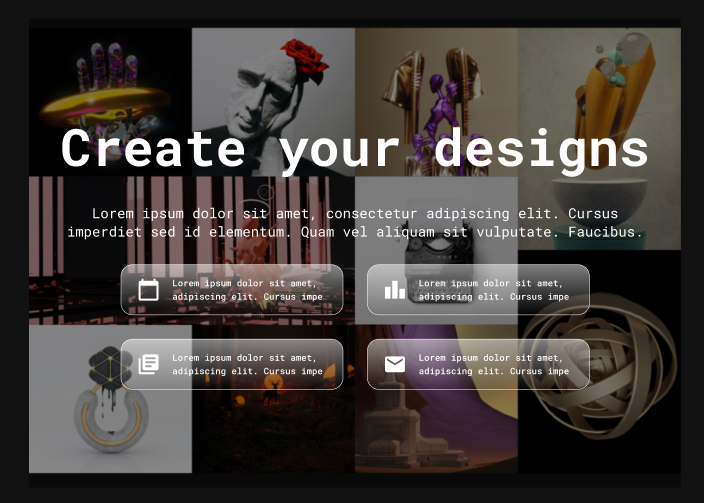 Create your designs
Lorem ipsum dolor sit amet, consectetur adipiscing elit. Cursus
imperdiet sed id elementum. Quam vel aliquam sit vulputate. Faucibus.
Lorem ipsum dolor sit amet,
adipiscing elit. Cursus impe
Lorem ipsum dolor sit amet,
adipiscing elit. Cursus impe
Lorem ipsum dolor sit amet,
adipiscing elit. Cursus impe
Lorem ipsum dolor sit amet,
adipiscing elit. Cursus impe